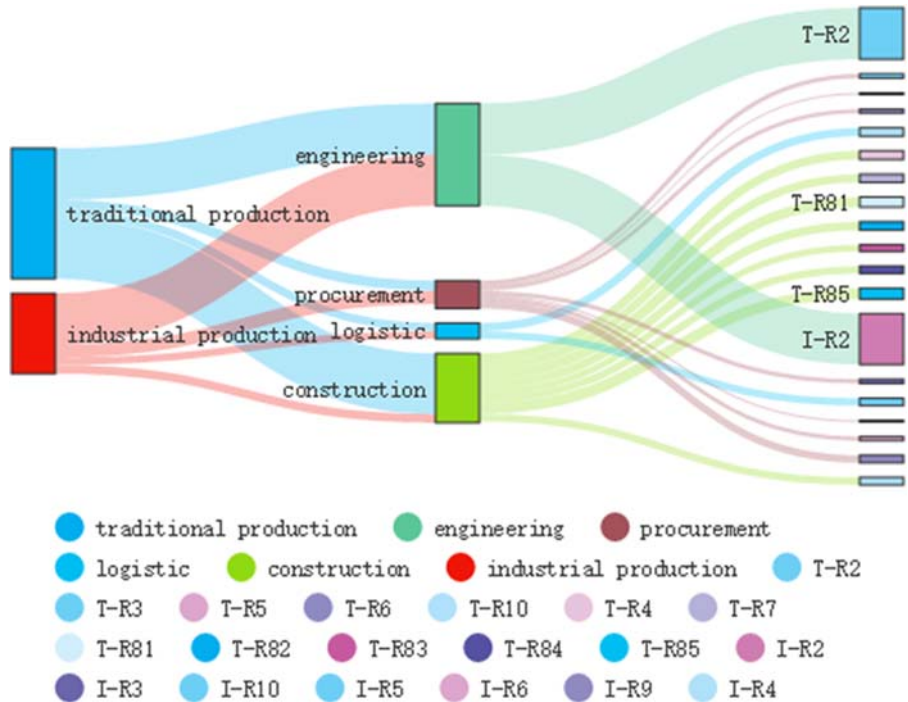 T-R2
engineering
T-R81
traditional production
T-R85
procurement
industrial production
logistic
I-R2
construction
traditional production engineering procurement
logistic construction industrial production T-R2
T-R3 T-R5 T-R6 T-R10 T-R4 T-R7
T-R81 T-R82 T-R83 T-R84 T-R85 I-R2
I-R3 I-R10 I-R5 I-R6 I-R9 I-R4